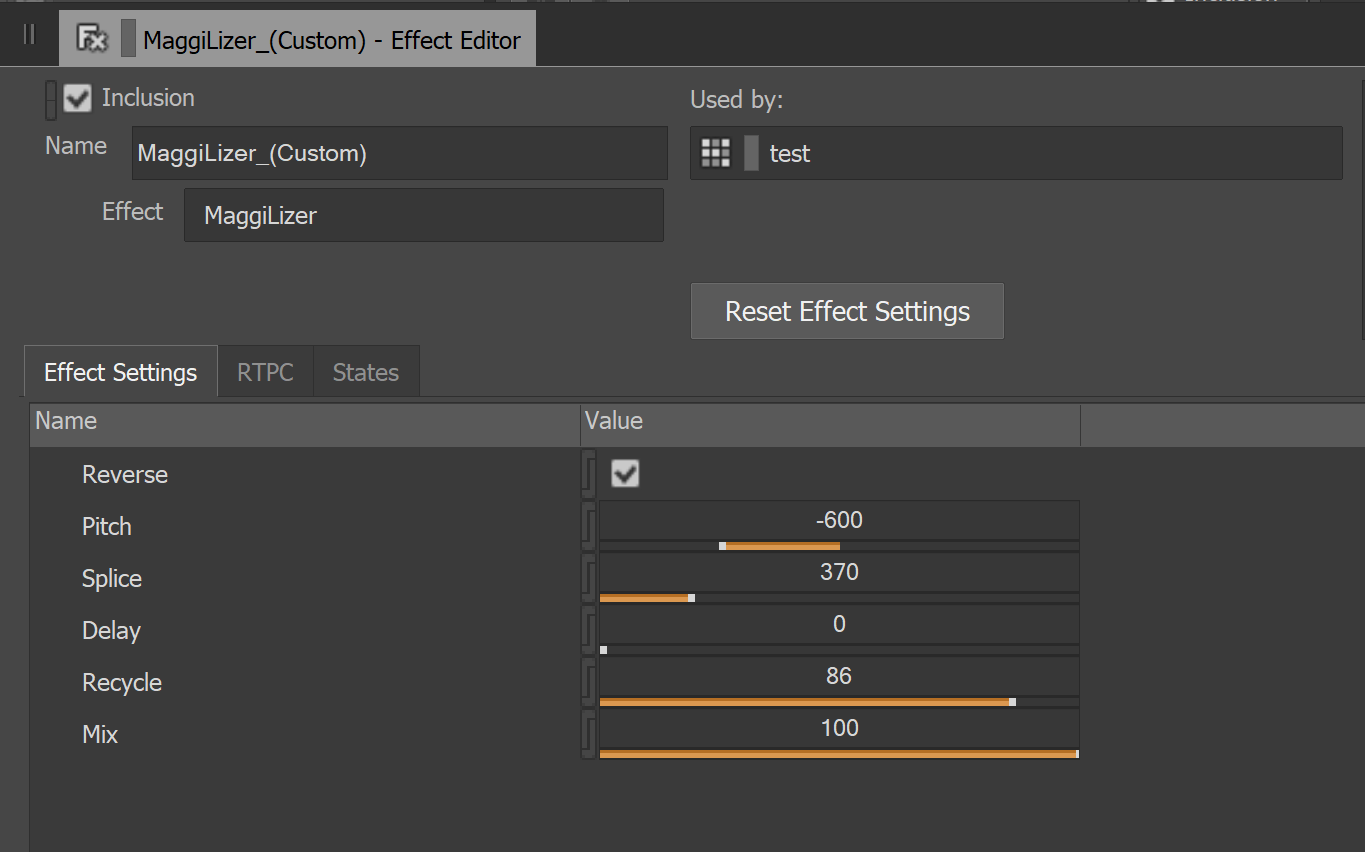 MaggiLizer_(Custom) - Effect Editor
Inclusion
Used by:
Name
MaggiLizer_(Custom)
test
Effect
MaggiLizer
Reset Effect Settings
Effect Settings
RTPC
States
Name
Value
Reverse
Pitch
-600
Splice
370
Delay
0
Recycle
86
Mix
100